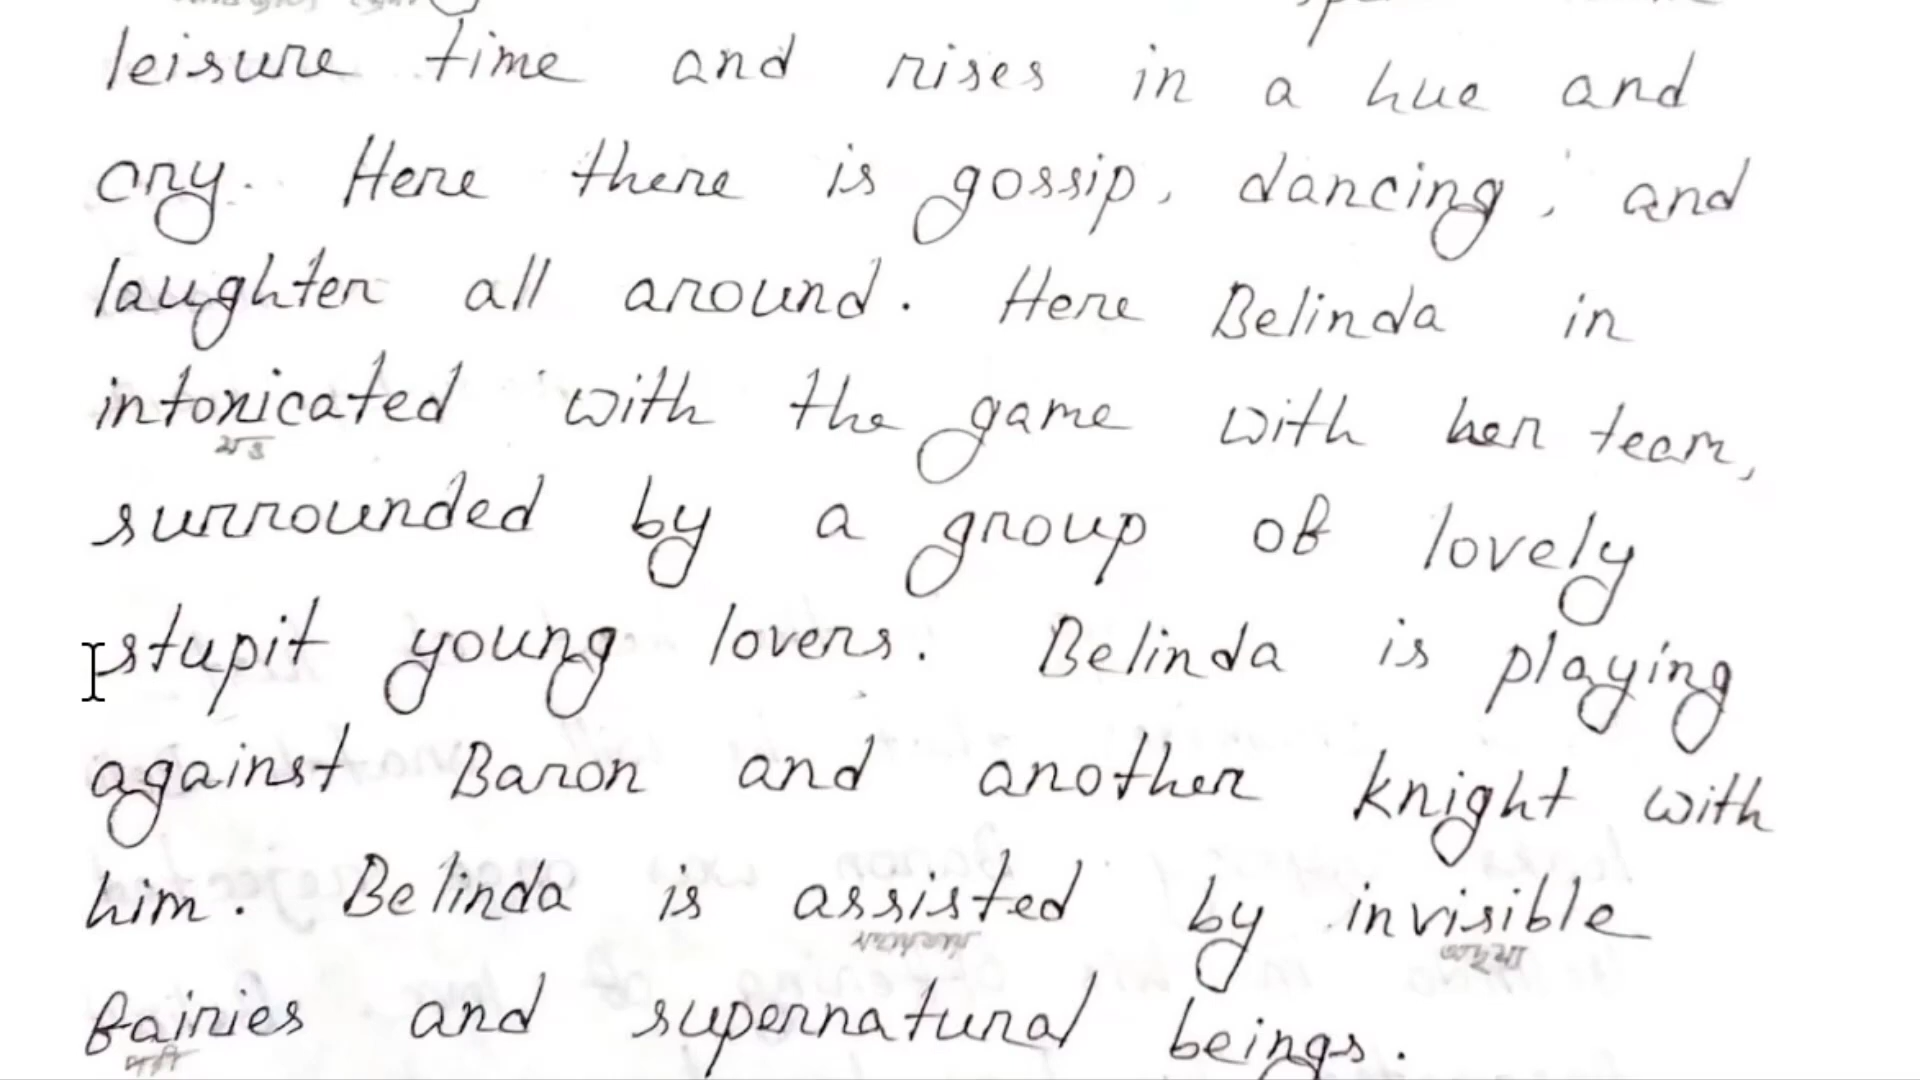 leisure time and rises in a hue and
cry. Here there is gossip, dancing, and
laughter all around. Here Belinda in
intoxicated with the game with her team,
surrounded by a group of lovely
stupit young lovers. Belinda is playing
against Baron and another knight with
him. Belinda is assisted by invisible
fairies and supernatural beings.